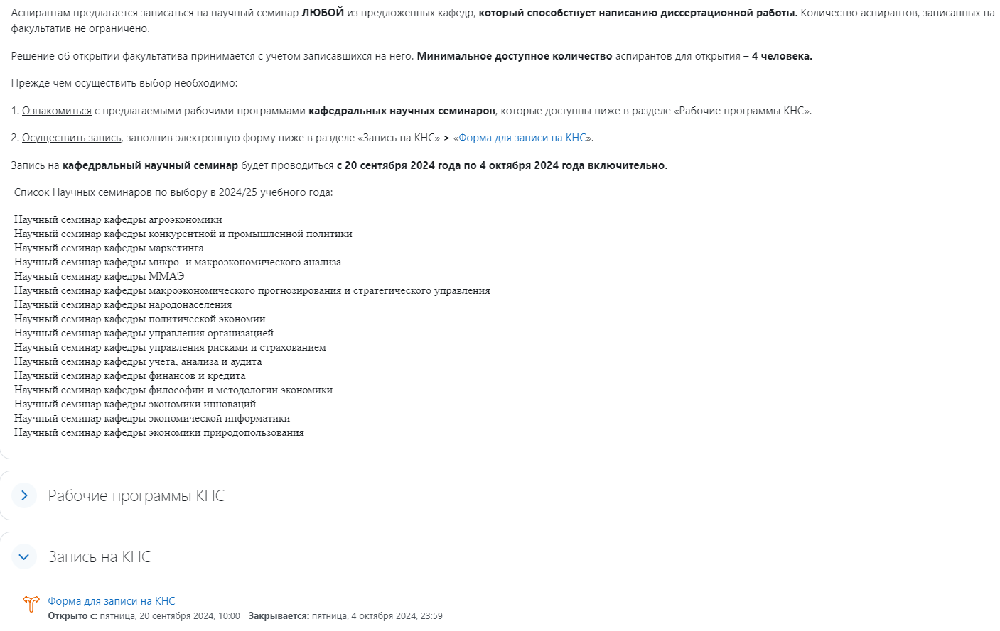 Аспирантам предлагается записаться на научный семинар ЛЮБОЙ из предложенных кафедр, который способствует написанию диссертационной работы. Количество аспирантов, записанных на
факультатив не ограничено.
Решение об открытии факультатива принимается с учетом записавшихся на него. Минимальное доступное количество аспирантов для открытия – 4 человека.
Прежде чем осуществить выбор необходимо:
1. Ознакомиться с предлагаемыми рабочими программами кафедральных научных семинаров, которые доступны ниже в разделе «Рабочие программы КНС».
2. Осуществить запись, заполнив электронную форму ниже в разделе «Запись на КНС» > «Форма для записи на КНС».
Запись на кафедральный научный семинар будет проводиться с 20 сентября 2024 года по 4 октября 2024 года включительно.
Список Научных семинаров по выбору в 2024/25 учебного года:
Научный семинар кафедры агроэкономики
Научный семинар кафедры конкурентной и промышленной политики
Научный семинар кафедры маркетинга
Научный семинар кафедры микро- и макроэкономического анализа
Научный семинар кафедры ММАЭ
Научный семинар кафедры макроэкономического прогнозирования и стратегического управления
Научный семинар кафедры народонаселения
Научный семинар кафедры политической экономии
Научный семинар кафедры управления организацией
Научный семинар кафедры управления рисками и страхованием
Научный семинар кафедры учета, анализа и аудита
Научный семинар кафедры финансов и кредита
Научный семинар кафедры философии и методологии экономики
Научный семинар кафедры экономики инноваций
Научный семинар кафедры экономической информатики
Научный семинар кафедры экономики природопользования
Рабочие программы КНС
Запись на КНС
Форма для записи на КНС
Открыто с: пятница, 20 сентября 2024, 10:00 Закрывается: пятница, 4 октября 2024, 23:59